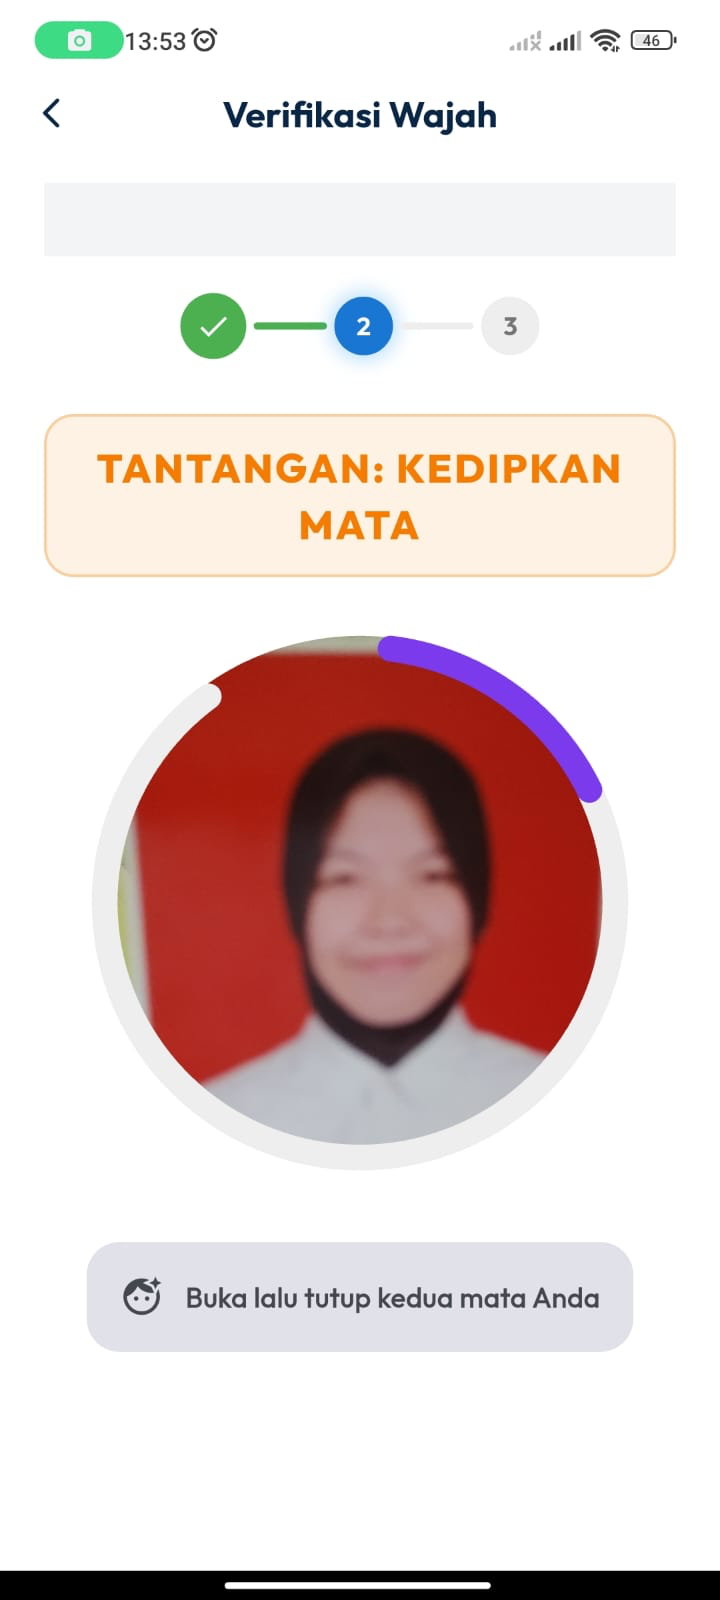 13:53
46
Verifikasi Wajah
2
3
TANTANGAN: KEDIPKAN
MATA
Buka lalu tutup kedua mata Anda